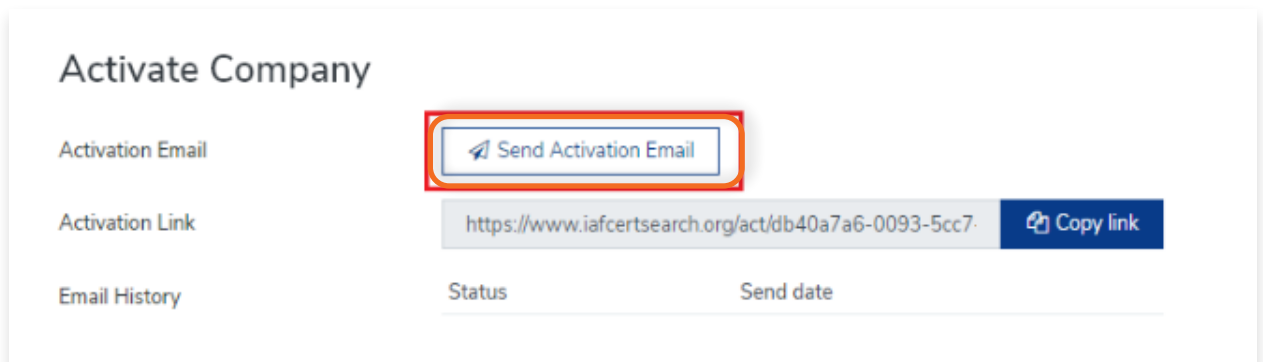 Activate Company
Activation Email
Send Activation Email
Activation Link
https://www.iafcertsearch.org/act/db40a7a6-0093-5cc7-
Copy link
Email History
Status
Send date